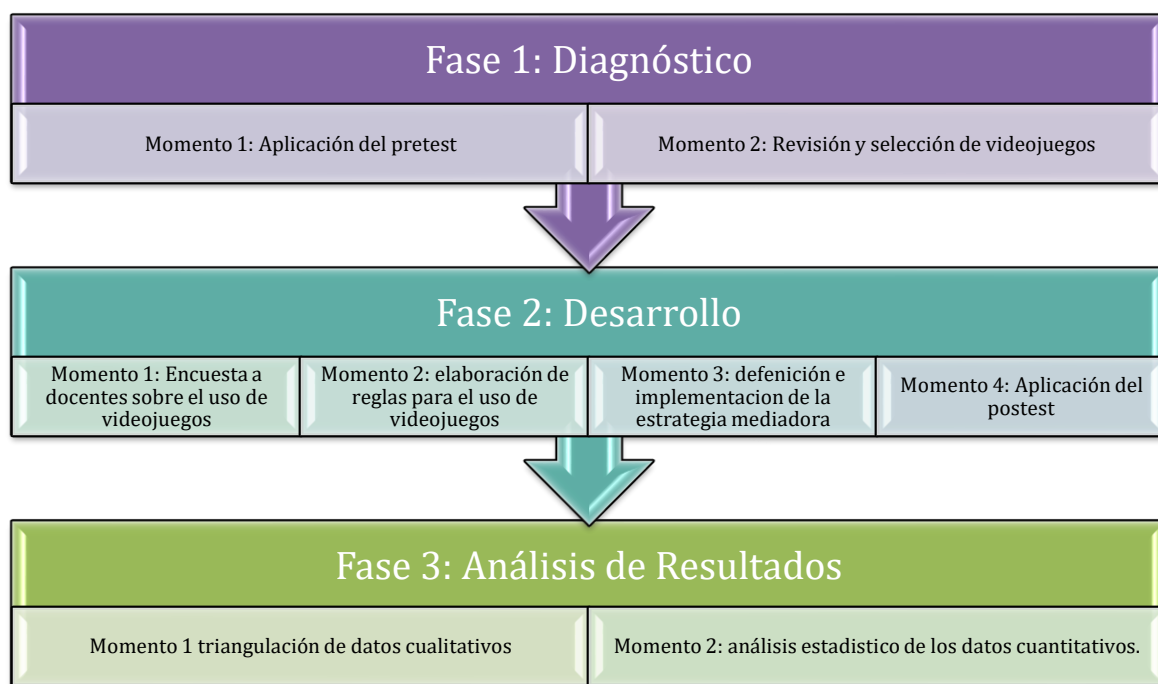 Fase 1: Diagnóstico
Momento 1: Aplicación del pretest
Momento 2: Revisión y selección de videojuegos
Fase 2: Desarrollo
Momento 1: Encuesta a
docentes sobre el uso de
videojuegos
Momento 2: elaboración de
reglas para el uso de
videojuegos
Momento 3: defenición e
implementacion de la
estrategia mediadora
Momento 4: Aplicación del
postest
Fase 3: Análisis de Resultados
Momento 1 triangulación de datos cualitativos
Momento 2: análisis estadistico de los datos cuantitativos.